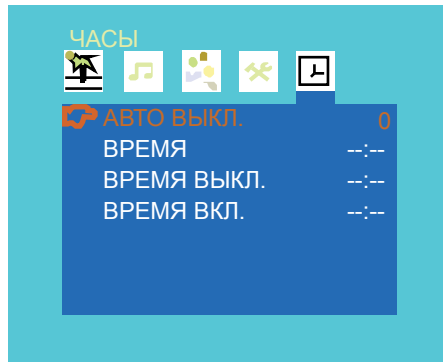 ЧАСЫ
АВТО ВЫКЛ. 0
ВРЕМЯ --:--
ВРЕМЯ ВЫКЛ. --:--
ВРЕМЯ ВКЛ. --:--